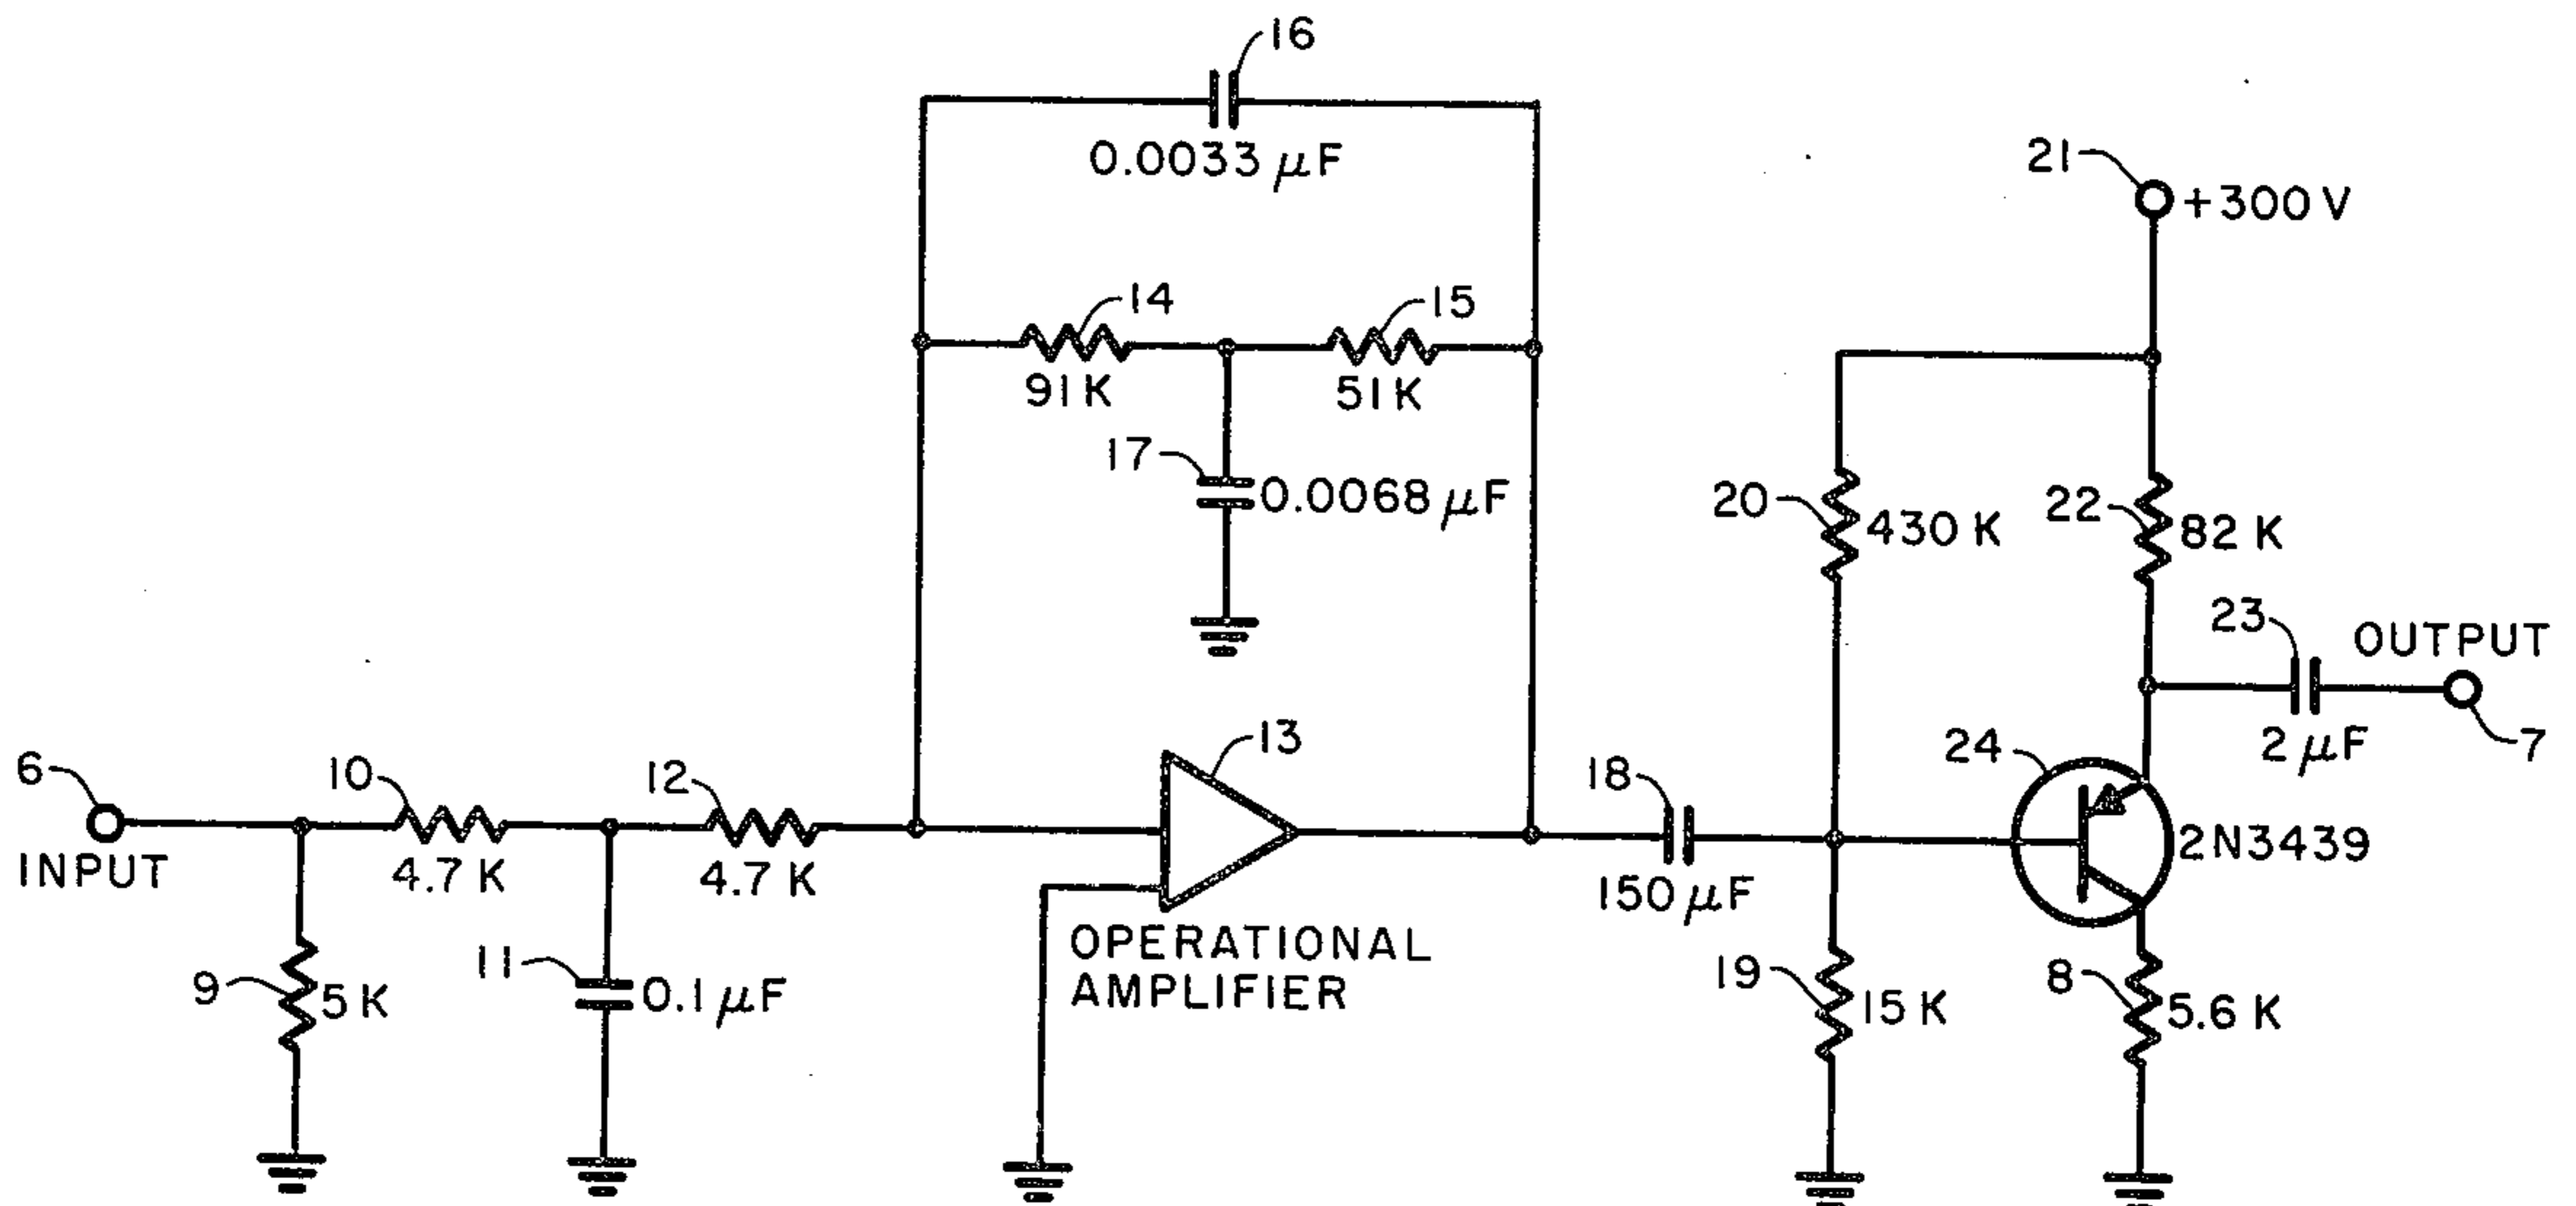 16
0.0033 μF
21
+300 V
14
15
91 K
51 K
17
0.0068 μF
20
430 K
22
82 K
23
OUTPUT
2 μF
7
6
INPUT
10
4.7 K
12
4.7 K
13
18
150 μF
24
2N3439
OPERATIONAL
AMPLIFIER
9
5 K
11
0.1 μF
19
15 K
8
5.6 K